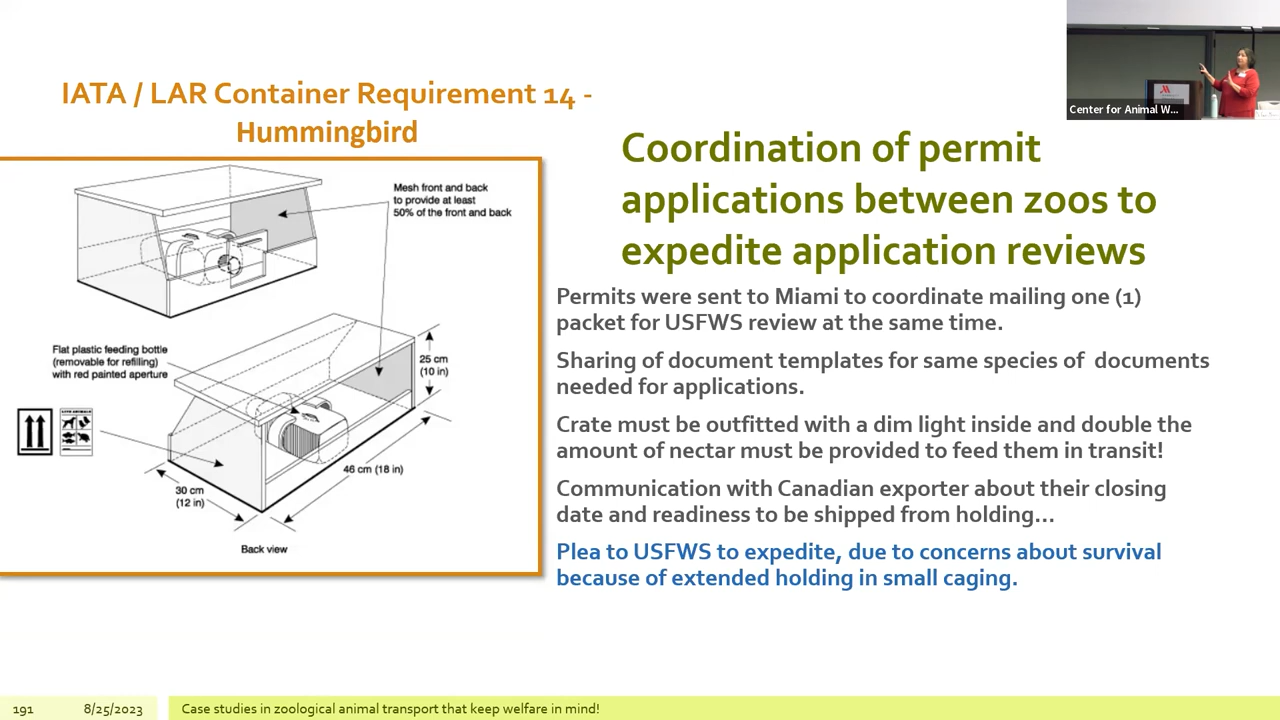 IATA / LAR Container Requirement 14 -
Hummingbird
Mesh front and back
to provide at least
50% of the front and back
Flat plastic feeding bottle
(removable for refilling)
with red painted aperture
25 cm
(10 in)
46 cm (18 in)
30 cm
(12 in)
Back view
Center for Animal W...
Coordination of permit
applications between zoos to
expedite application reviews
Permits were sent to Miami to coordinate mailing one (1)
packet for USFWS review at the same time.
Sharing of document templates for same species of documents
needed for applications.
Crate must be outfitted with a dim light inside and double the
amount of nectar must be provided to feed them in transit!
Communication with Canadian exporter about their closing
date and readiness to be shipped from holding...
Plea to USFWS to expedite, due to concerns about survival
because of extended holding in small caging.
191
8/25/2023
Case studies in zoological animal transport that keep welfare in mind!